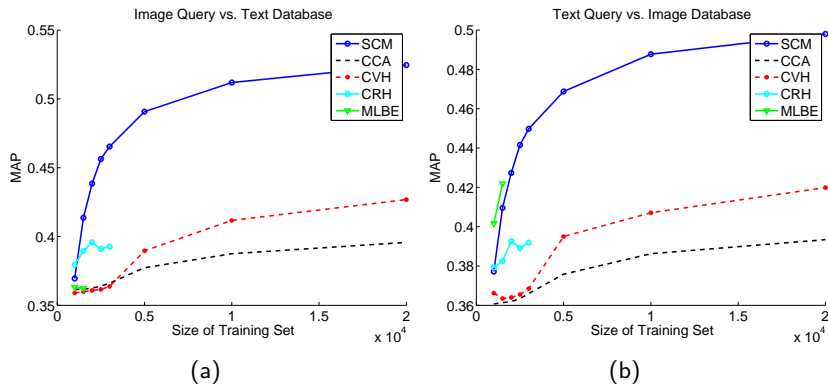 Image Query vs. Text Database
0.55
0.5
0.45
0.4
0.35
MAP
0
0.5
1
1.5
2
x 10^4
Size of Training Set
SCM
CCA
CVH
CRH
MLBE
(a)
Text Query vs. Image Database
0.5
0.48
0.46
0.44
0.42
0.4
0.38
0.36
MAP
0
0.5
1
1.5
2
x 10^4
Size of Training Set
SCM
CCA
CVH
CRH
MLBE
(b)